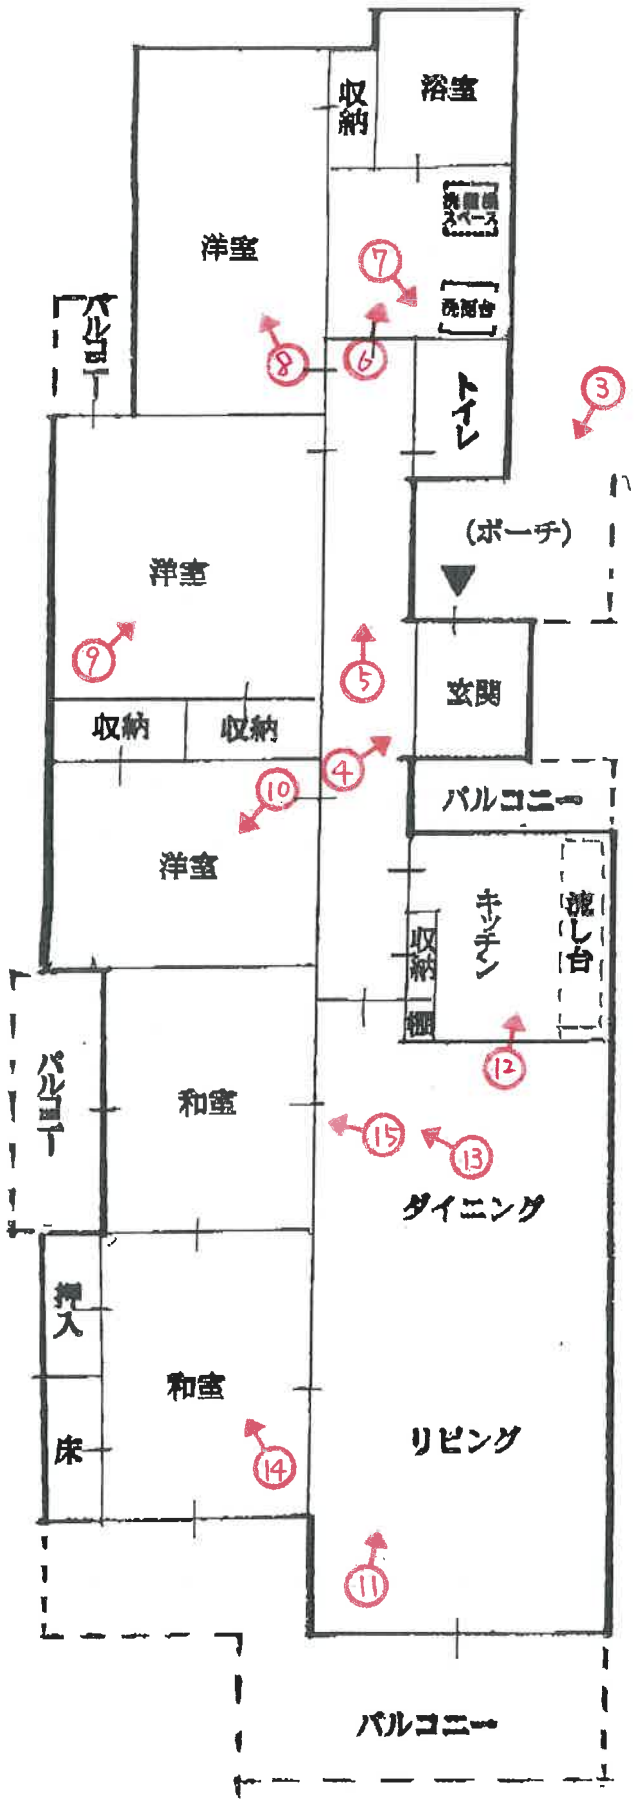 浴室
収納
洗濯機
スペース
洋室
⑦
洗面台
バルコニー
⑧
⑥
トイレ
③
(ポーチ)
洋室
⑨
⑤
玄関
収納
収納
④
⑩
バルコニー
洋室
キッチン
流し台
収納
棚
⑫
バルコニー
和室
⑮
⑬
ダイニング
押入
和室
リビング
床
⑭
⑪
バルコニー